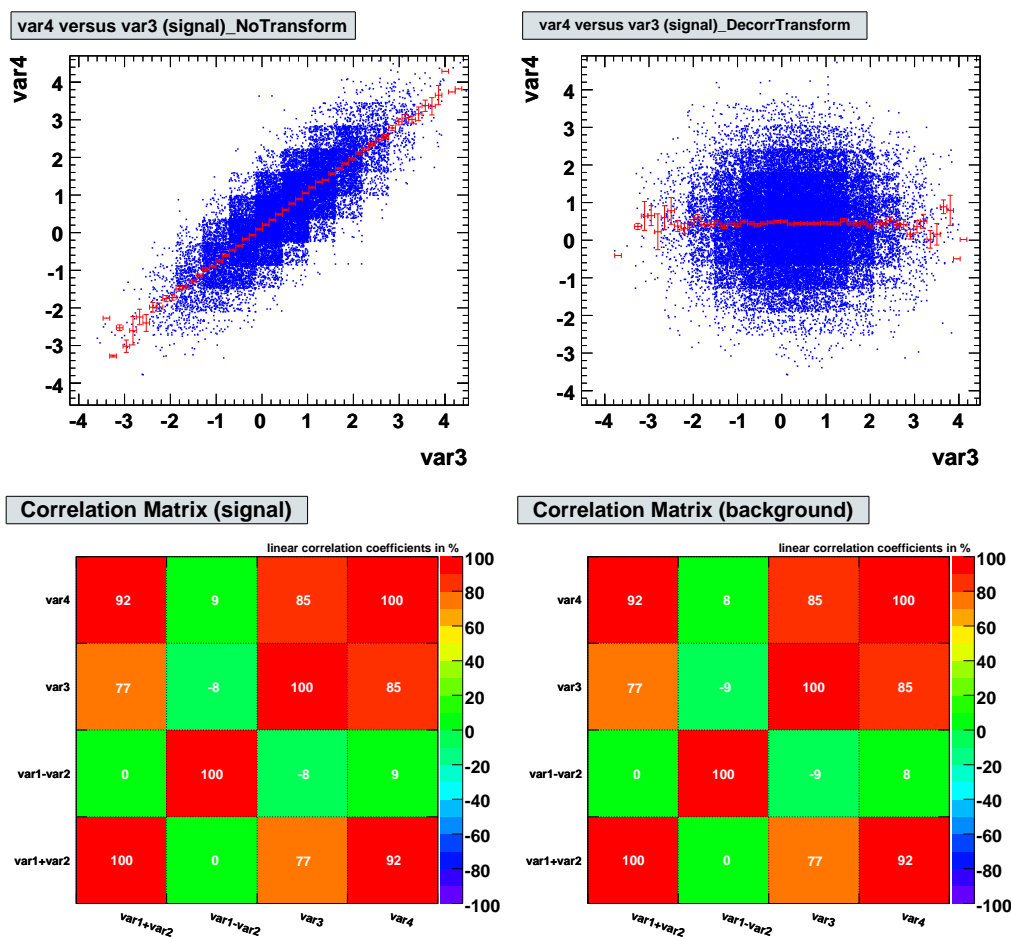 var4 versus var3 (signal)_NoTransform
var4
4
3
2
1
0
-1
-2
-3
-4
-4 -3 -2 -1 0 1 2 3 4
var3
var4 versus var3 (signal)_DecorrTransform
var4
4
3
2
1
0
-1
-2
-3
-4
-4 -3 -2 -1 0 1 2 3 4
var3
Correlation Matrix (signal)
linear correlation coefficients in %
var4 92 9 85 100
var3 77 -8 100 85
var1-var2 0 100 -8 9
var1+var2 100 0 77 92
var1+var2 var1-var2 var3 var4
100
80
60
40
20
0
-20
-40
-60
-80
-100
Correlation Matrix (background)
linear correlation coefficients in %
var4 92 8 85 100
var3 77 -9 100 85
var1-var2 0 100 -9 8
var1+var2 100 0 77 92
var1+var2 var1-var2 var3 var4
100
80
60
40
20
0
-20
-40
-60
-80
-100